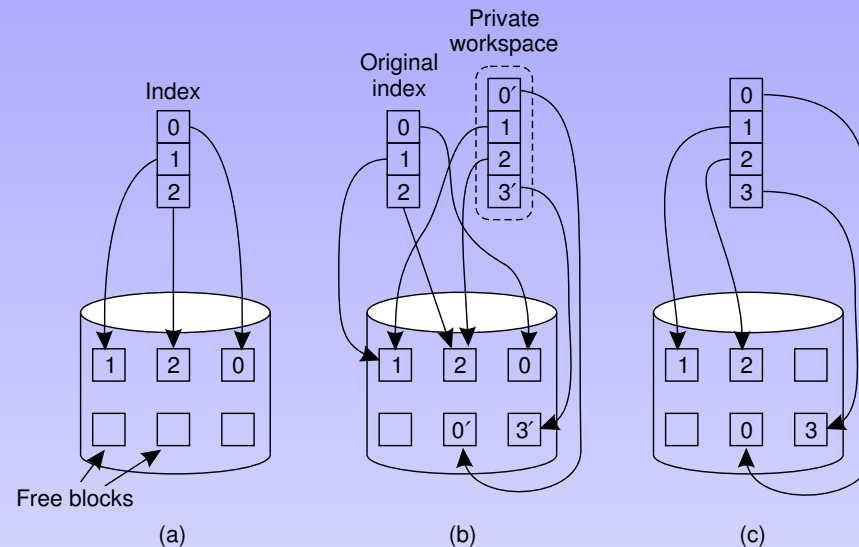 Index
0
1
2
1 2 0
Free blocks
(a)
Original
index
0
1
2
Private
workspace
0′
1
2
3′
1 2 0
0′ 3′
(b)
0
1
2
3
1 2
0 3
(c)